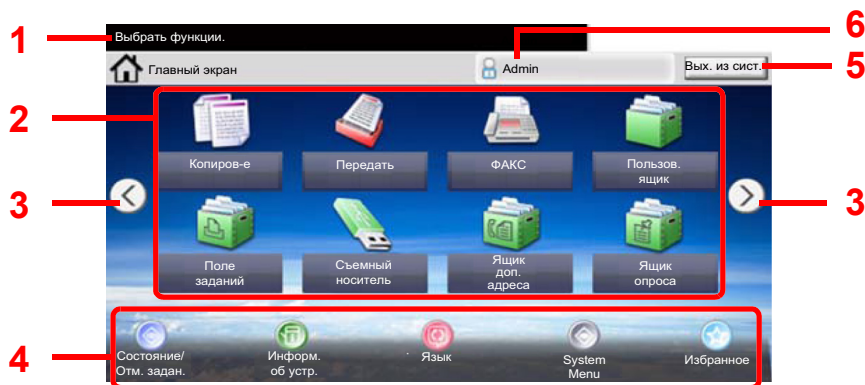 6
1 Выбрать функции.
Главный экран Admin Вых. из сист. 5
2
Копиров-е Передать ФАКС Пользов.
ящик
3 3
Поле Съемный Ящик Ящик
заданий носитель доп. опроса
адреса
4 Состояние/ Информ. Язык System Избранное
Отм. задан. об устр. Menu